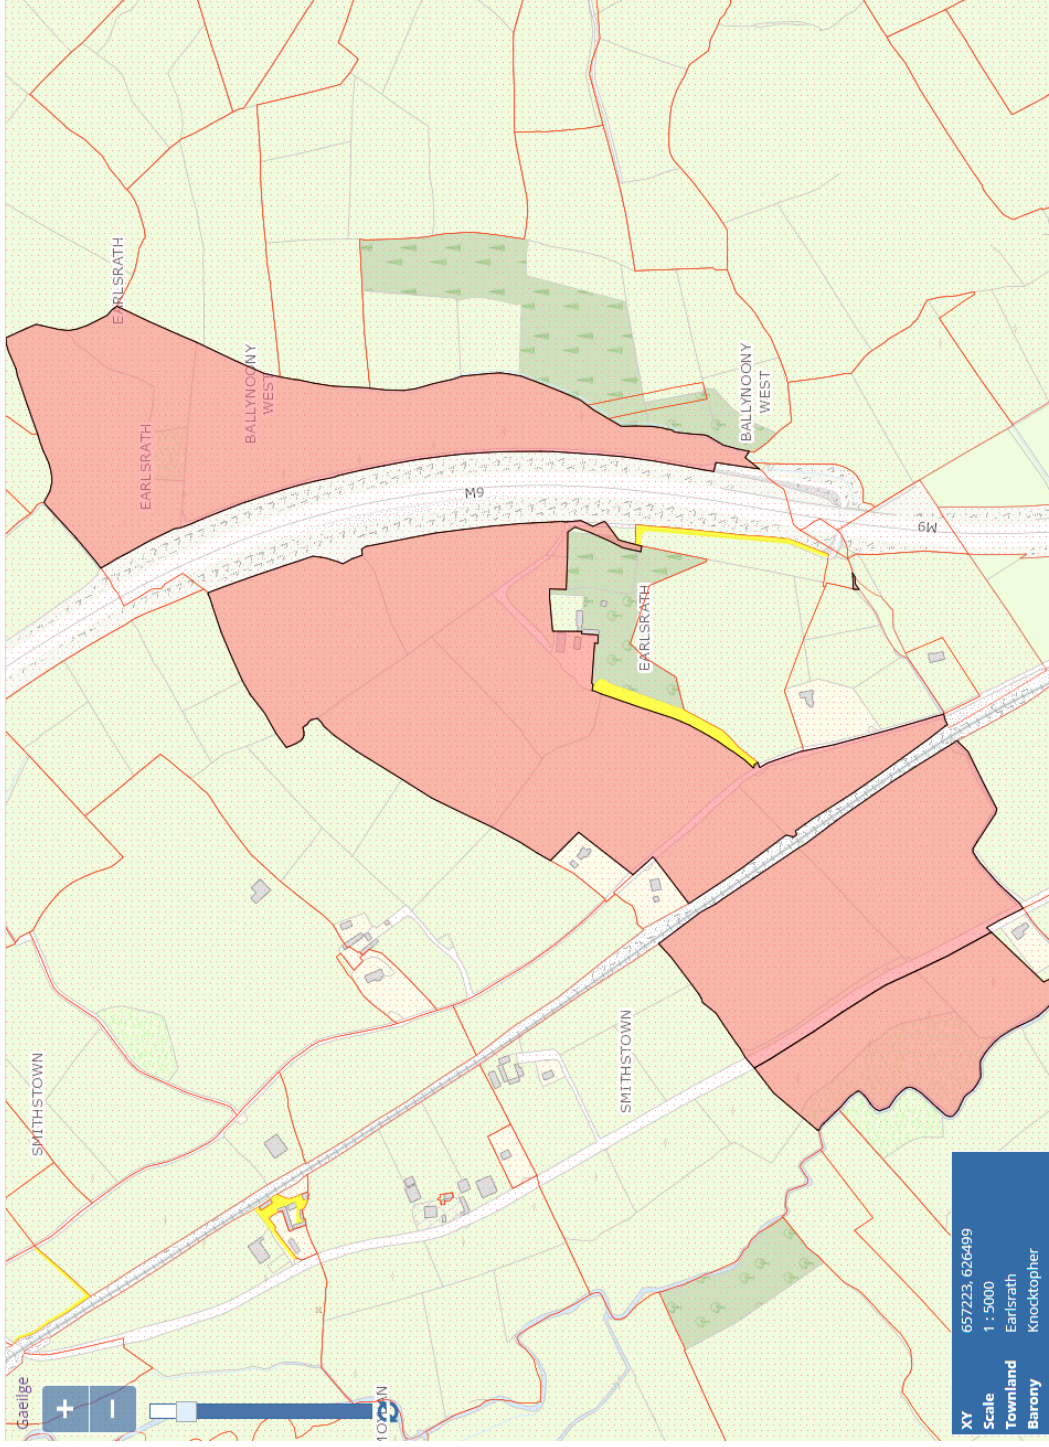 Gaeilge
+
−
SMITHSTOWN
SMITHSTOWN
EARLSRATH
EARLSRATH
BALLYNOONY
WEST
M9
EARLSRATH
BALLYNOONY
WEST
M9
XY 657223, 626499
Scale 1 : 5000
Townland Earlsrath
Barony Knocktopher